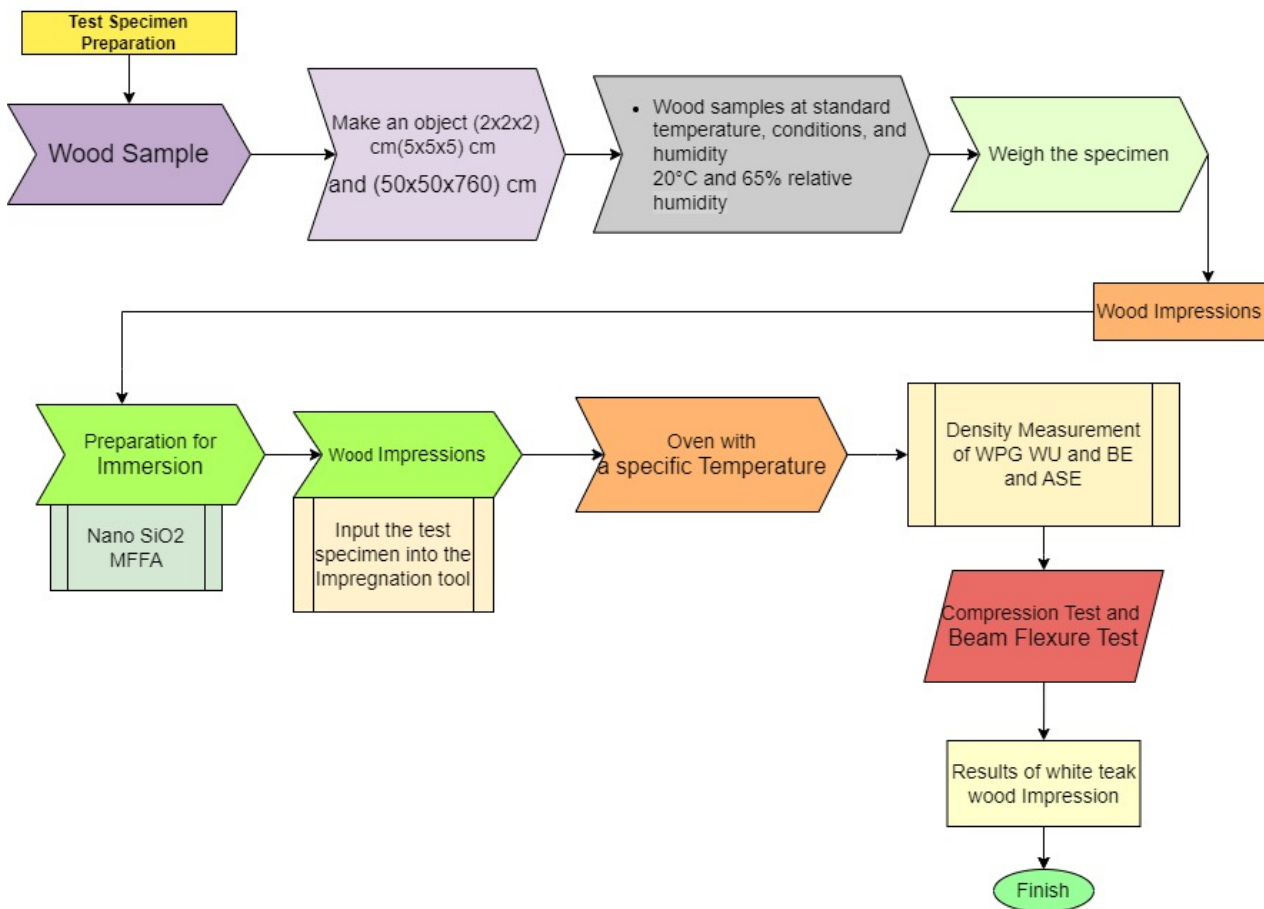 Test Specimen
Preparation
Wood Sample
Make an object (2x2x2)
cm(5x5x5) cm
and (50x50x760) cm
• Wood samples at standard
temperature, conditions, and
humidity
20°C and 65% relative
humidity
Weigh the specimen
Wood Impressions
Preparation for
Immersion
Nano SiO2
MFFA
Wood Impressions
Input the test
specimen into the
Impregnation tool
Oven with
a specific Temperature
Density Measurement
of WPG WU and BE
and ASE
Compression Test and
Beam Flexure Test
Results of white teak
wood Impression
Finish